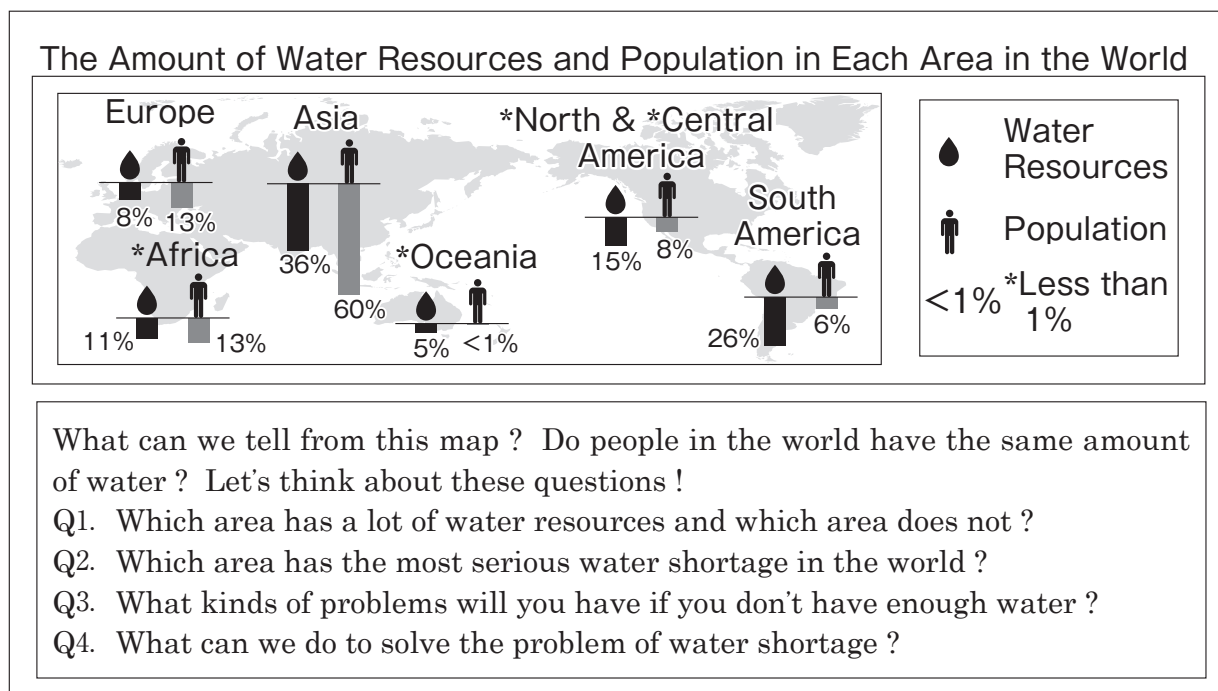 The Amount of Water Resources and Population in Each Area in the World
Europe
8%
13%
Asia
36%
60%
*North & *Central
America
15%
8%
South
America
26%
6%
*Africa
11%
13%
*Oceania
5%
<1%
Water
Resources
Population
<1%
*Less than
1%
What can we tell from this map ? Do people in the world have the same amount
of water ? Let's think about these questions !
Q1. Which area has a lot of water resources and which area does not ?
Q2. Which area has the most serious water shortage in the world ?
Q3. What kinds of problems will you have if you don't have enough water ?
Q4. What can we do to solve the problem of water shortage ?